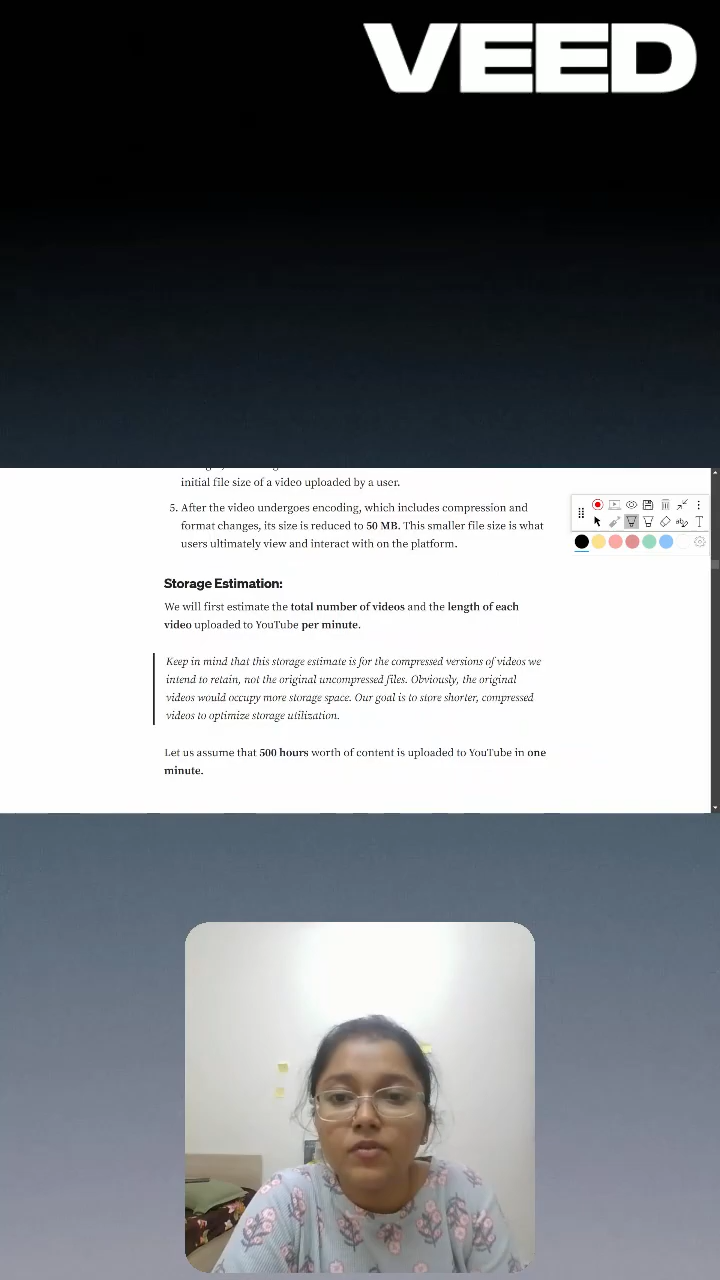 VEED
initial file size of a video uploaded by a user.
5. After the video undergoes encoding, which includes compression and
format changes, its size is reduced to 50 MB. This smaller file size is what
users ultimately view and interact with on the platform.
Storage Estimation:
We will first estimate the total number of videos and the length of each
video uploaded to YouTube per minute.
Keep in mind that this storage estimate is for the compressed versions of videos we
intend to retain, not the original uncompressed files. Obviously, the original
videos would occupy more storage space. Our goal is to store shorter, compressed
videos to optimize storage utilization.
Let us assume that 500 hours worth of content is uploaded to YouTube in one
minute.